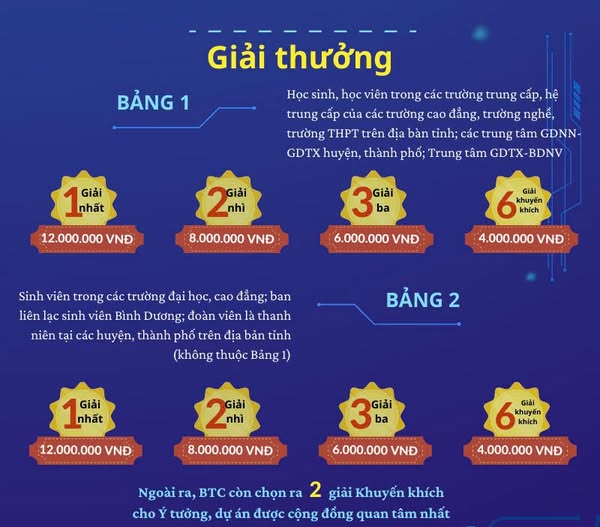 Giải thưởng
BẢNG 1
Học sinh, học viên trong các trường trung cấp, hệ
trung cấp của các trường cao đẳng, trường nghề,
trường THPT trên địa bàn tỉnh; các trung tâm GDNN-
GDTX huyện, thành phố; Trung tâm GDTX-BDNV
1 Giải nhất
12.000.000 VNĐ
2 Giải nhì
8.000.000 VNĐ
3 Giải ba
6.000.000 VNĐ
6 Giải khuyến khích
4.000.000 VNĐ
BẢNG 2
Sinh viên trong các trường đại học, cao đẳng; ban
liên lạc sinh viên Bình Dương; đoàn viên là thanh
niên tại các huyện, thành phố trên địa bản tỉnh
(không thuộc Bảng 1)
1 Giải nhất
12.000.000 VNĐ
2 Giải nhì
8.000.000 VNĐ
3 Giải ba
6.000.000 VNĐ
6 Giải khuyến khích
4.000.000 VNĐ
Ngoài ra, BTC còn chọn ra 2 giải Khuyến khích
cho Ý tưởng, dự án được cộng đồng quan tâm nhất